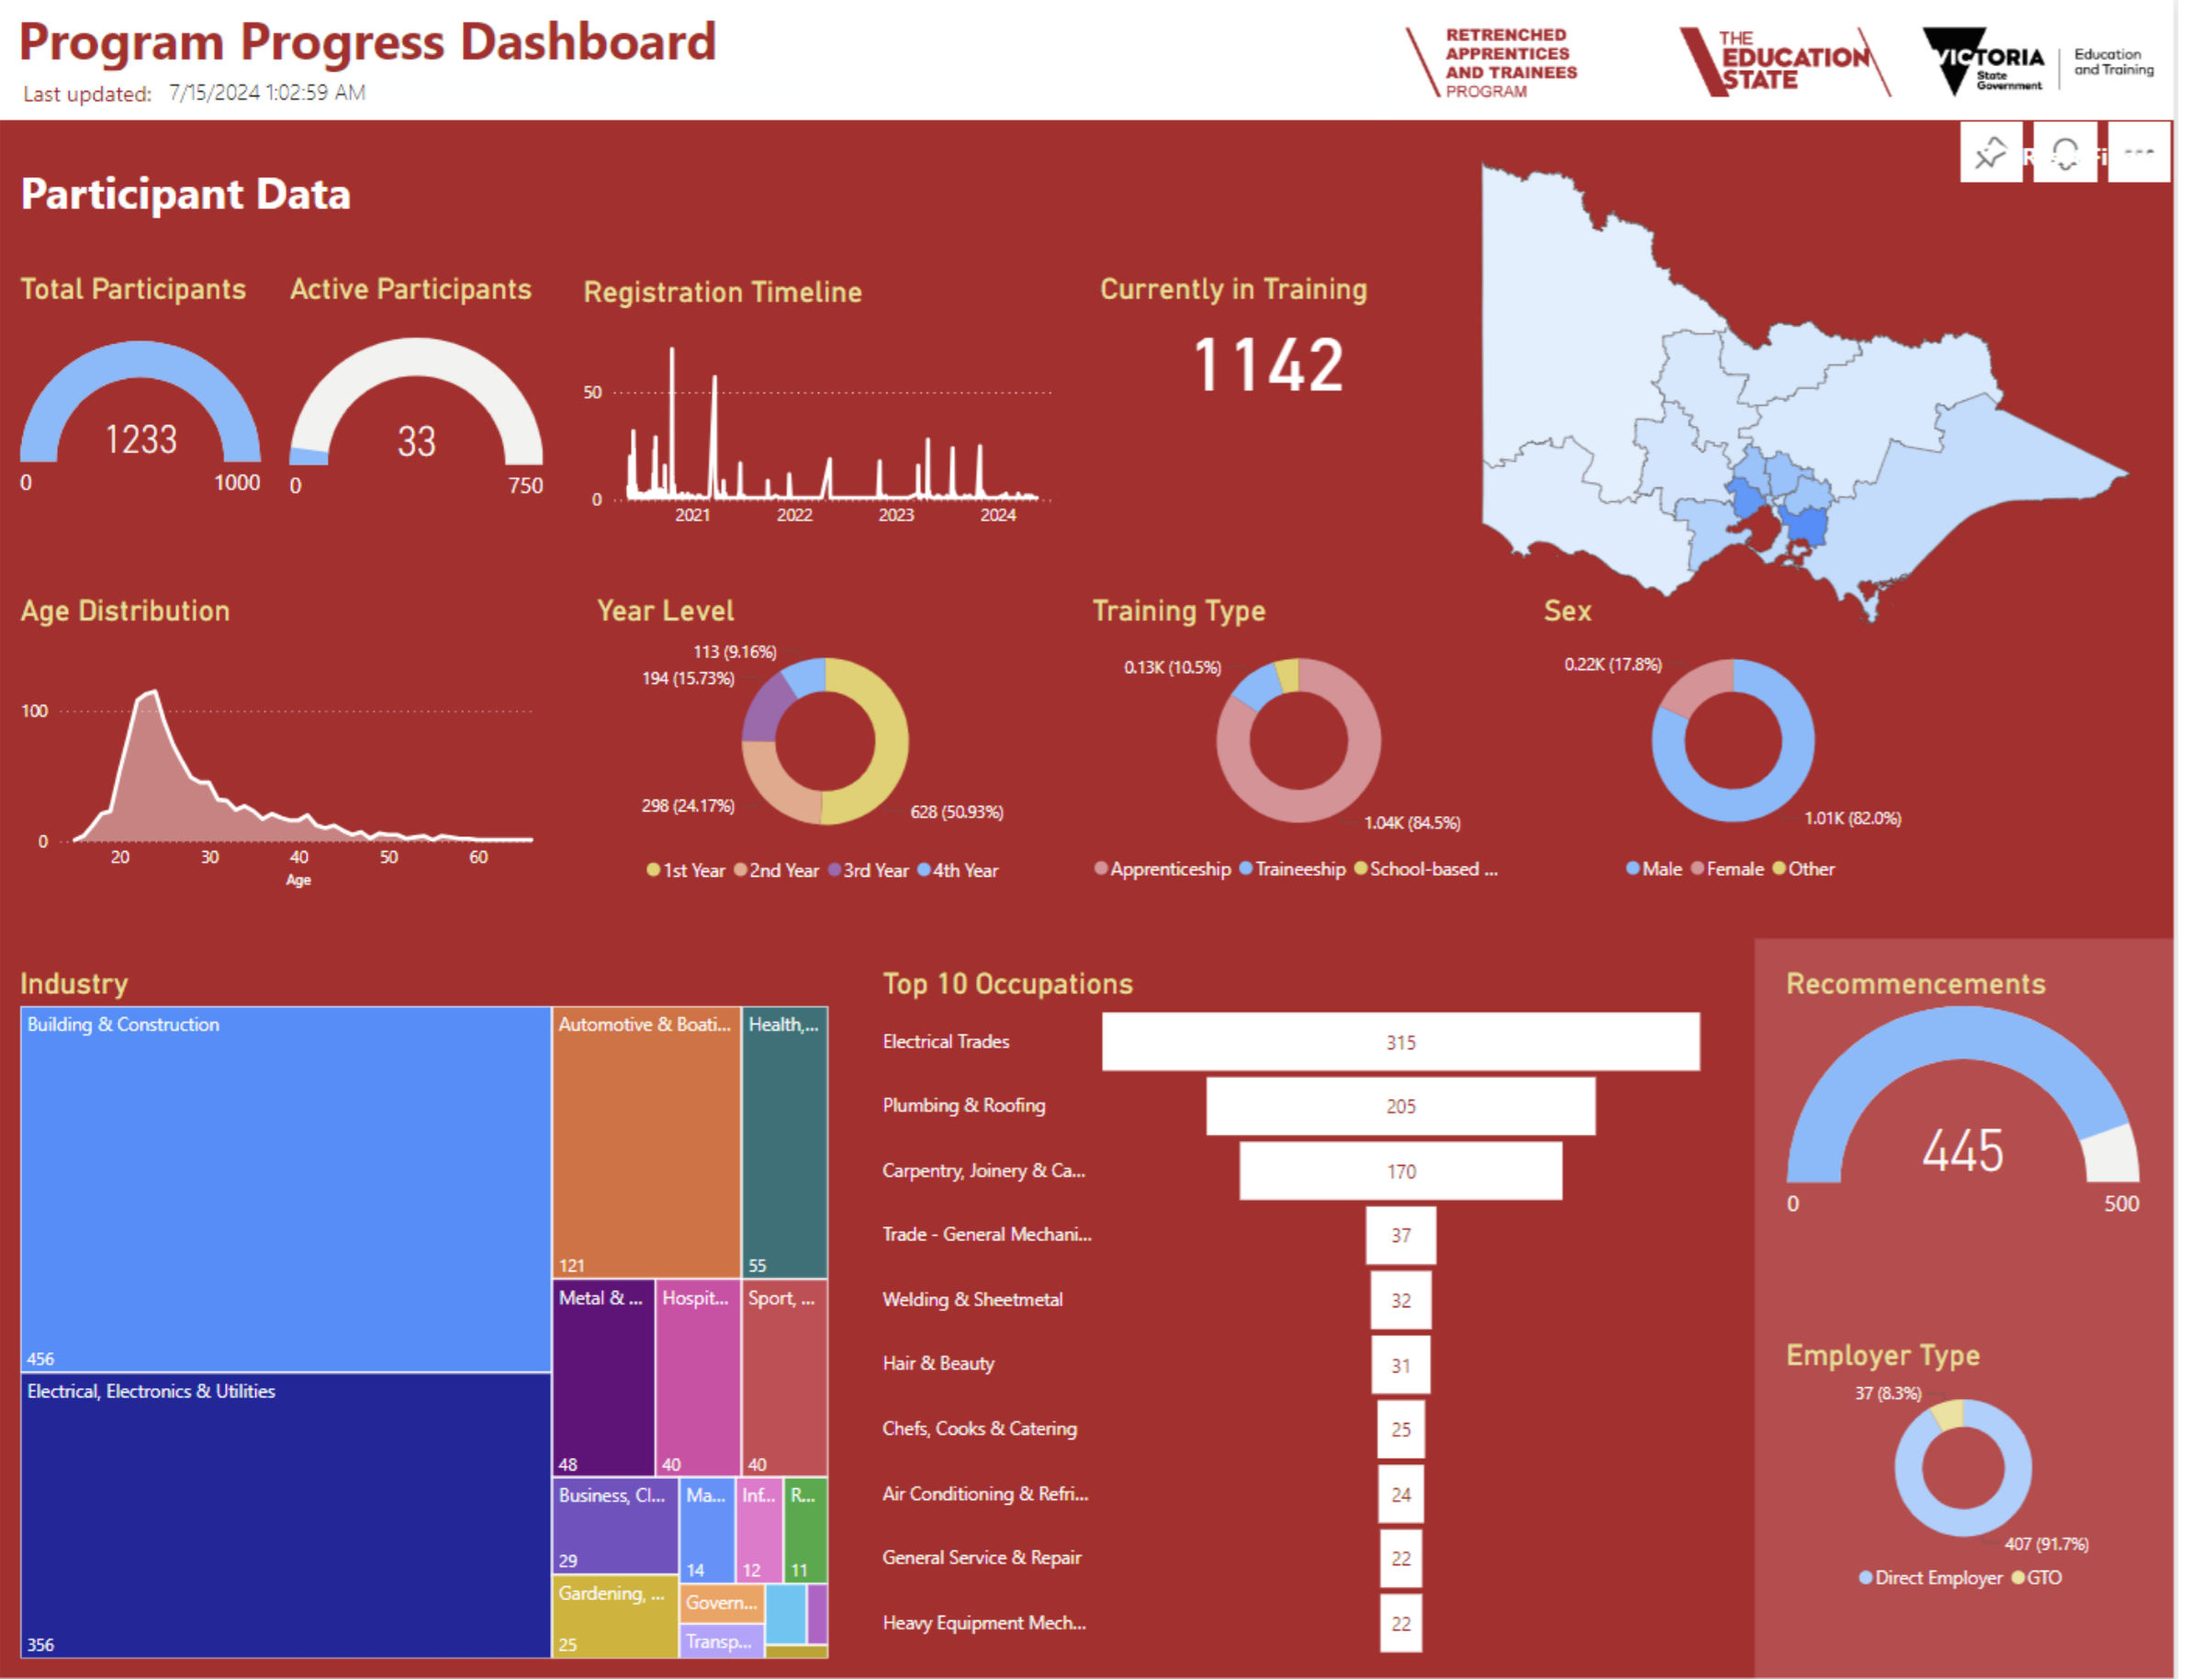 Program Progress Dashboard
Last updated: 7/15/2024 1:02:59 AM
RETRENCHED
APPRENTICES
AND TRAINEES
PROGRAM
THE
EDUCATION
STATE
VICTORIA
State
Government
Education
and Training
Participant Data
Total Participants
1233
0
1000
Active Participants
33
0
750
Registration Timeline
50
0
2021
2022
2023
2024
Currently in Training
1142
Age Distribution
100
0
20
30
40
50
60
Age
Year Level
113 (9.16%)
194 (15.73%)
298 (24.17%)
628 (50.93%)
1st Year
2nd Year
3rd Year
4th Year
Training Type
0.13K (10.5%)
1.04K (84.5%)
Apprenticeship
Traineeship
School-based ...
Sex
0.22K (17.8%)
1.01K (82.0%)
Male
Female
Other
Industry
Building & Construction
456
Electrical, Electronics & Utilities
356
Automotive & Boati...
121
Health,...
55
Metal & ...
48
Hospit...
40
Sport, ...
40
Business, Cl...
29
Ma...
14
Inf...
12
R...
11
Gardening, ...
25
Govern...
Transp...
Top 10 Occupations
Electrical Trades
315
Plumbing & Roofing
205
Carpentry, Joinery & Ca...
170
Trade - General Mechani...
37
Welding & Sheetmetal
32
Hair & Beauty
31
Chefs, Cooks & Catering
25
Air Conditioning & Refri...
24
General Service & Repair
22
Heavy Equipment Mech...
22
Recommencements
445
0
500
Employer Type
37 (8.3%)
407 (91.7%)
Direct Employer
GTO